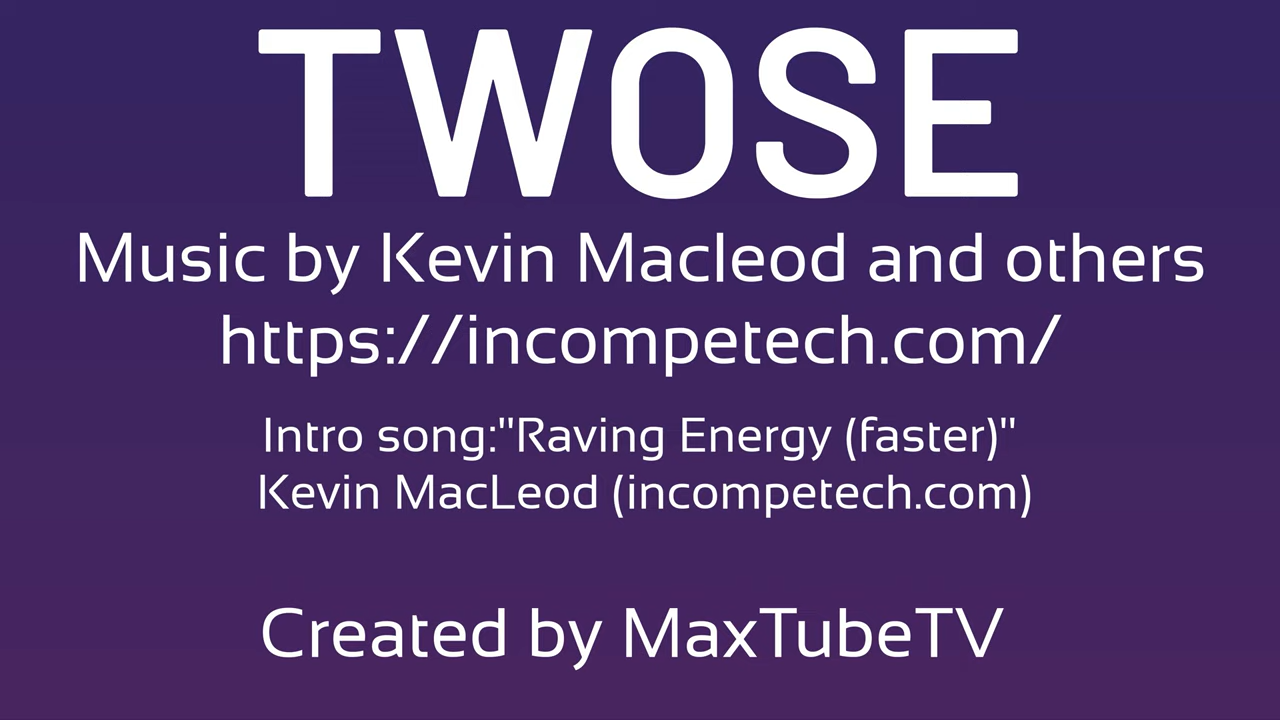 TWOSE
Music by Kevin Macleod and others
https://incompetech.com/
Intro song:"Raving Energy (faster)"
Kevin MacLeod (incompetech.com)
Created by MaxTubeTV